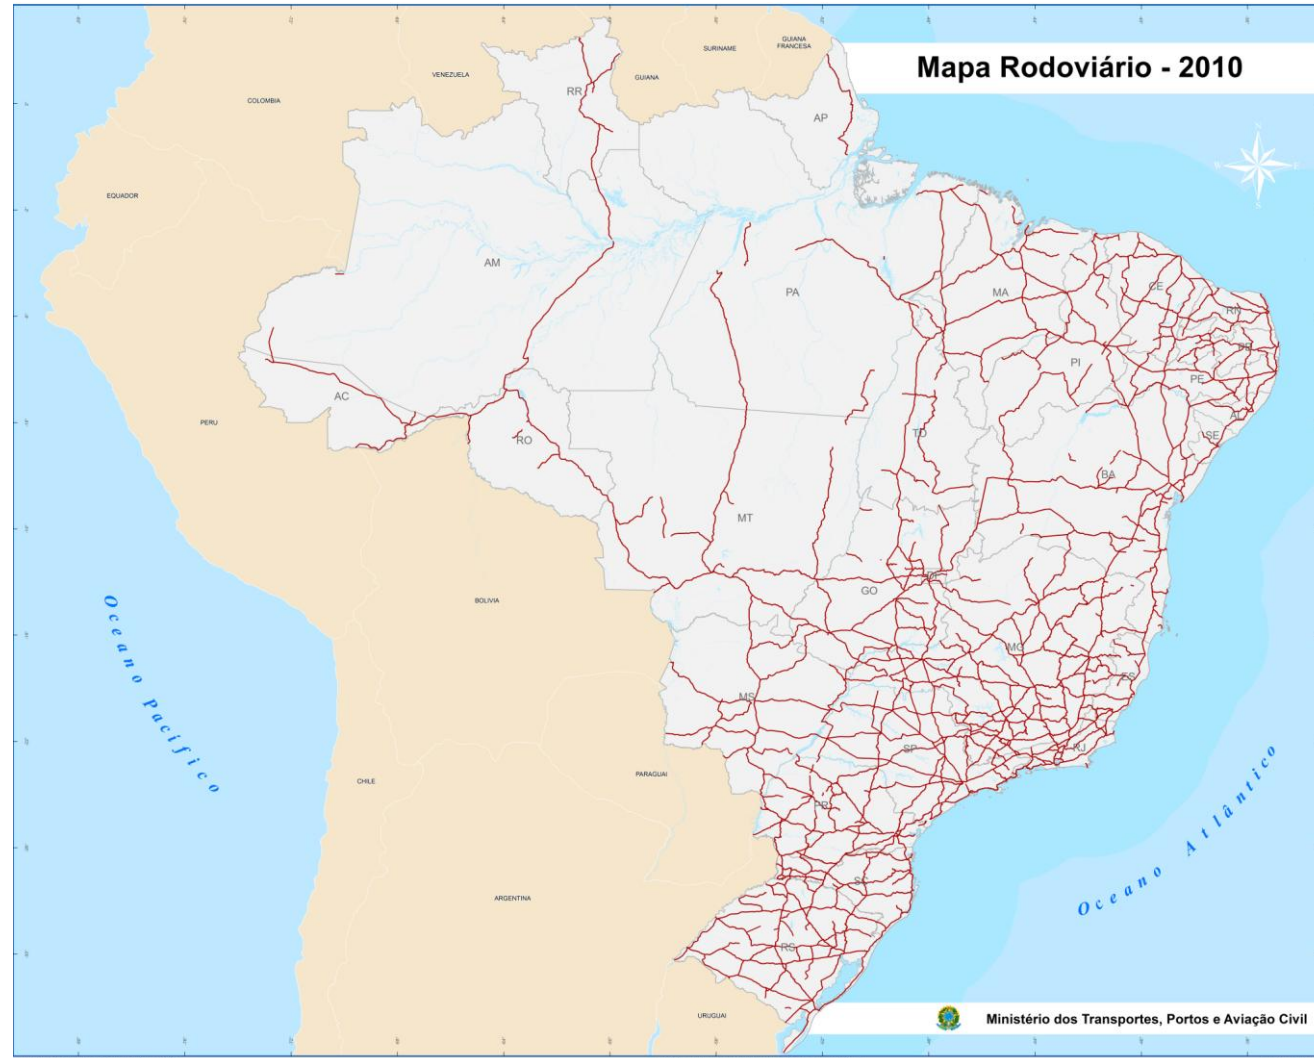 Mapa Rodoviário - 2010
VENEZUELA
SURINAME
GUIANA
FRANCESA
GUIANA
COLOMBIA
RR
AP
EQUADOR
AM
PA
MA
CE
RN
PB
PI
PE
AL
SE
AC
PERU
RO
TO
BA
MT
DF
GO
BOLIVIA
MG
ES
MS
SP
RJ
Oceano Pacífico
PARAGUAI
CHILE
PR
Oceano Atlântico
SC
ARGENTINA
RS
URUGUAI
Ministério dos Transportes, Portos e Aviação Civil